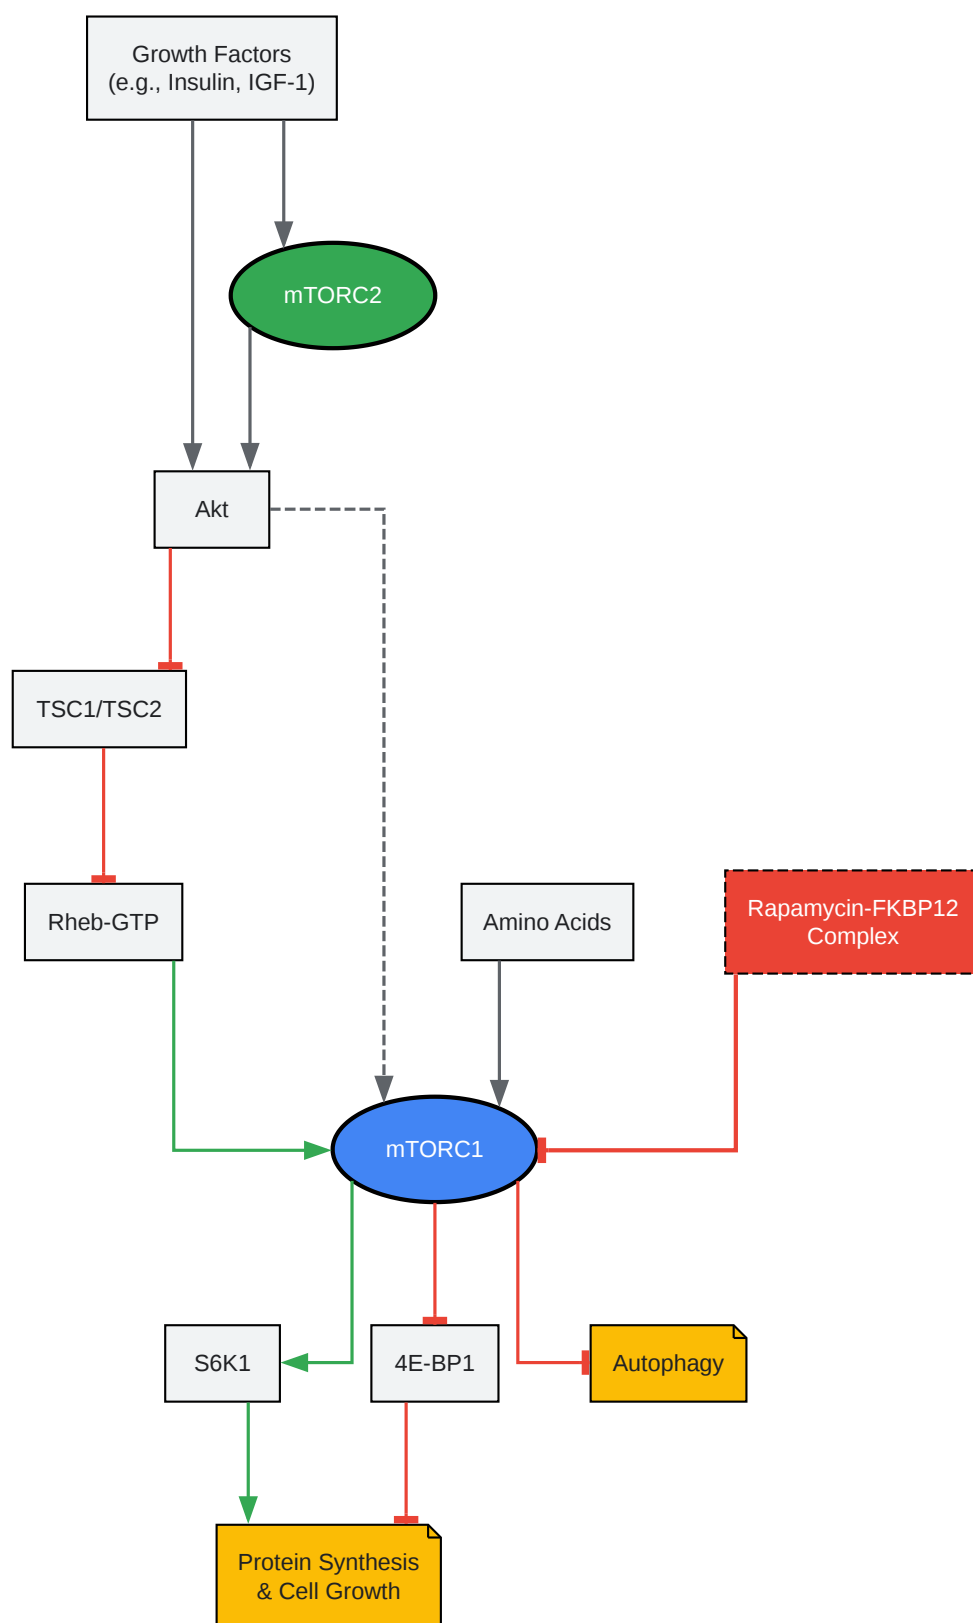 Growth Factors
(e.g., Insulin, IGF-1)
mTORC2
Akt
TSC1/TSC2
Rheb-GTP
Amino Acids
Rapamycin-FKBP12
Complex
mTORC1
S6K1
4E-BP1
Autophagy
Protein Synthesis
& Cell Growth